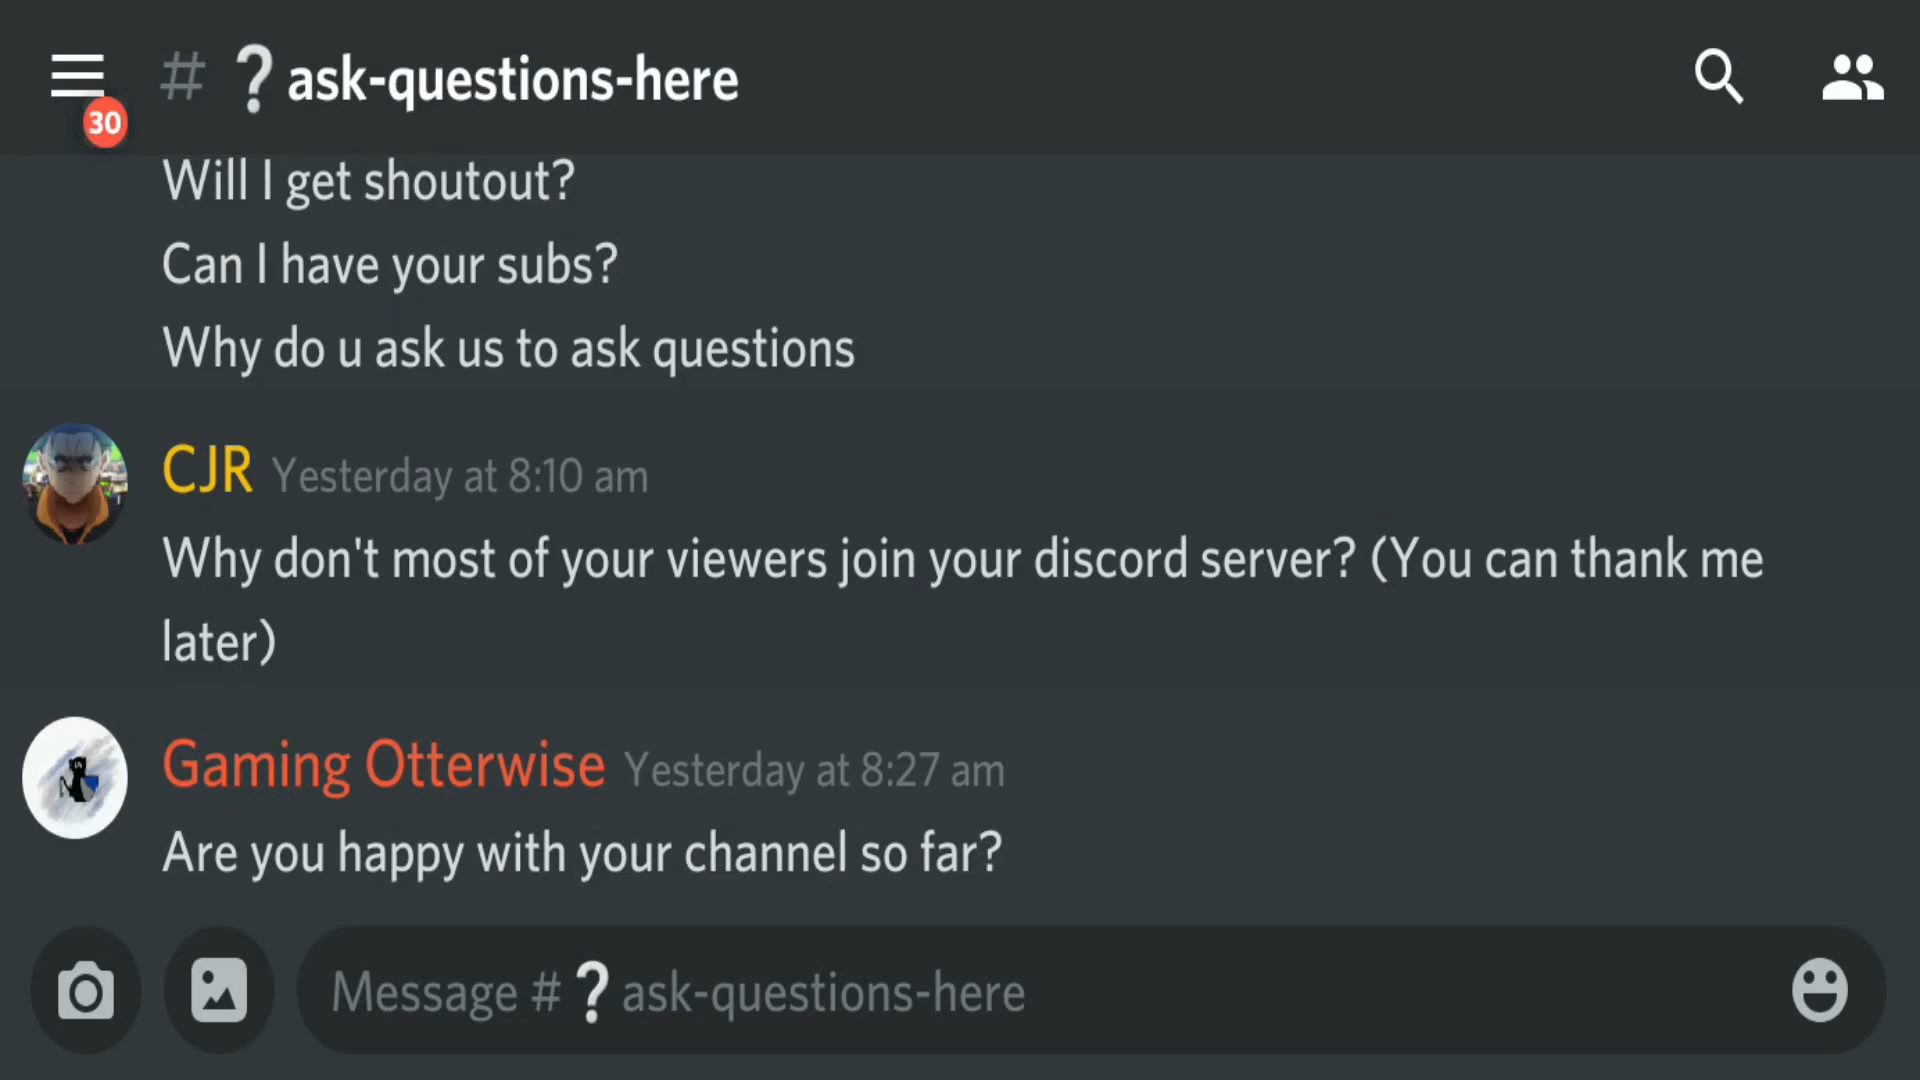 # ❔ask-questions-here
30
Will I get shoutout?
Can I have your subs?
Why do u ask us to ask questions
CJR Yesterday at 8:10 am
Why don't most of your viewers join your discord server? (You can thank me
later)
Gaming Otterwise Yesterday at 8:27 am
Are you happy with your channel so far?
Message #❔ask-questions-here